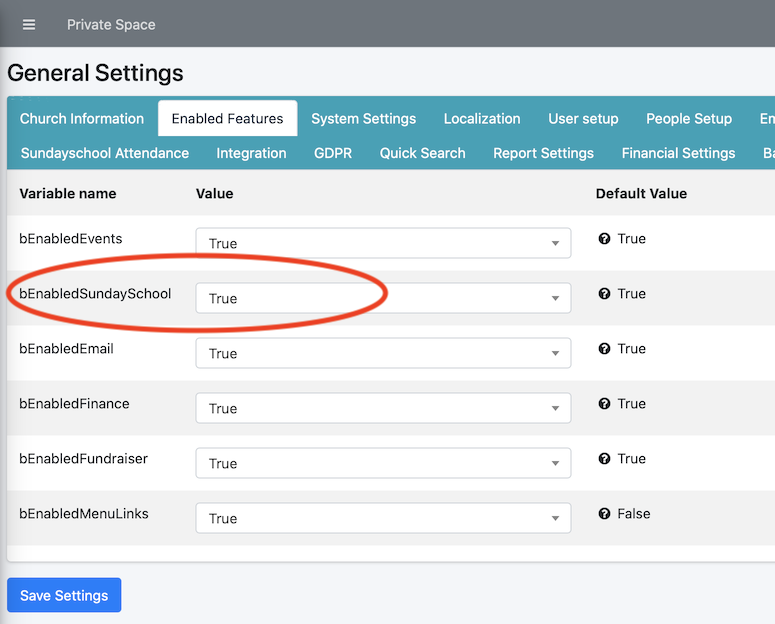 Private Space
General Settings
Church Information Enabled Features System Settings Localization User setup People Setup
Sundayschool Attendance Integration GDPR Quick Search Report Settings Financial Settings
Variable name Value Default Value
bEnabledEvents True True
bEnabledSundaySchool True True
bEnabledEmail True True
bEnabledFinance True True
bEnabledFundraiser True True
bEnabledMenuLinks True False
Save Settings